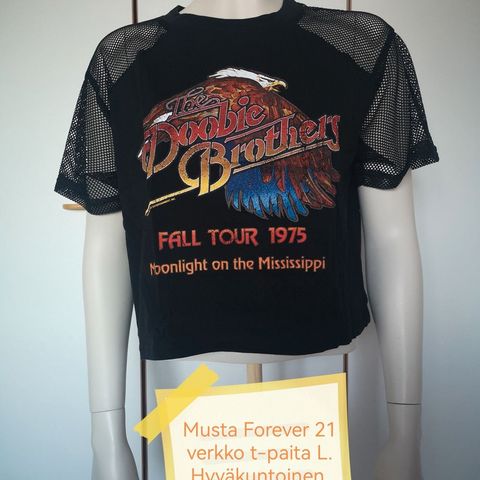 The
Doobie
Brothers
FALL TOUR 1975
Moonlight on the Mississippi
Musta Forever 21
verkko t-paita L.
Hyväkuntoinen